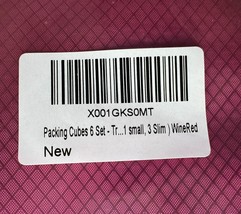 X001GKS0MT
Packing Cubes 6 Set - Tr...1 small, 3 Slim ) WineRed
New